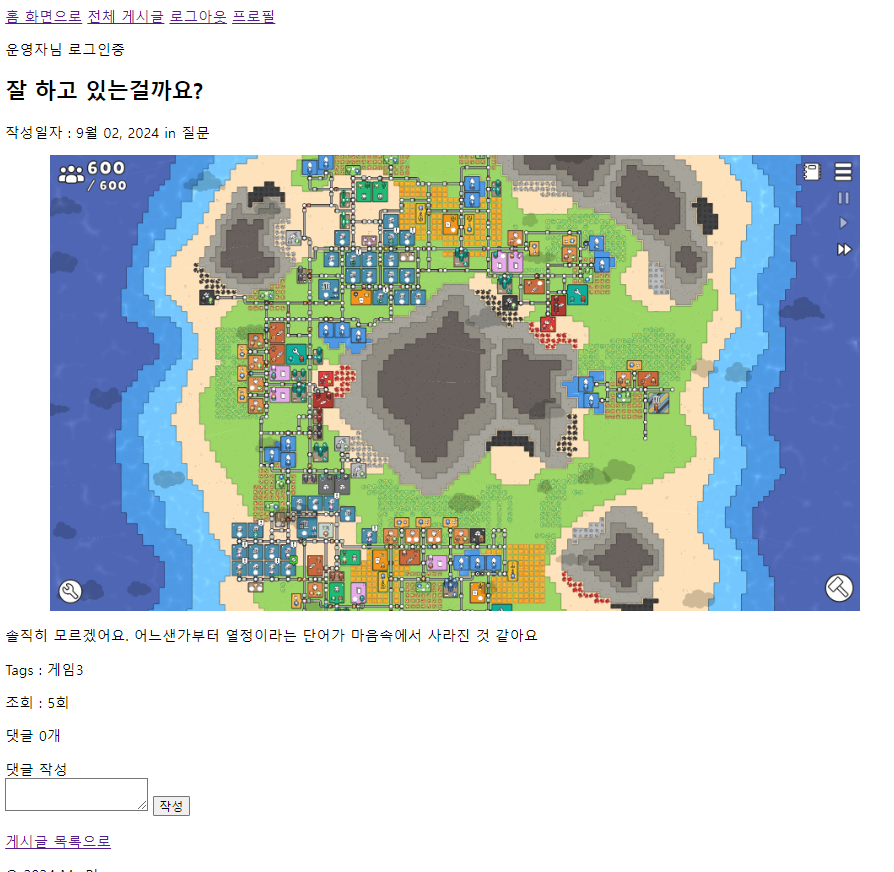 홈 화면으로 전체 게시글 로그아웃 프로필
운영자님 로그인중
잘 하고 있는걸까요?
작성일자 : 9월 02, 2024 in 질문
600
/ 600
솔직히 모르겠어요. 어느샌가부터 열정이라는 단어가 마음속에서 사라진 것 같아요
Tags : 게임3
조회 : 5회
댓글 0개
댓글 작성
작성
게시글 목록으로